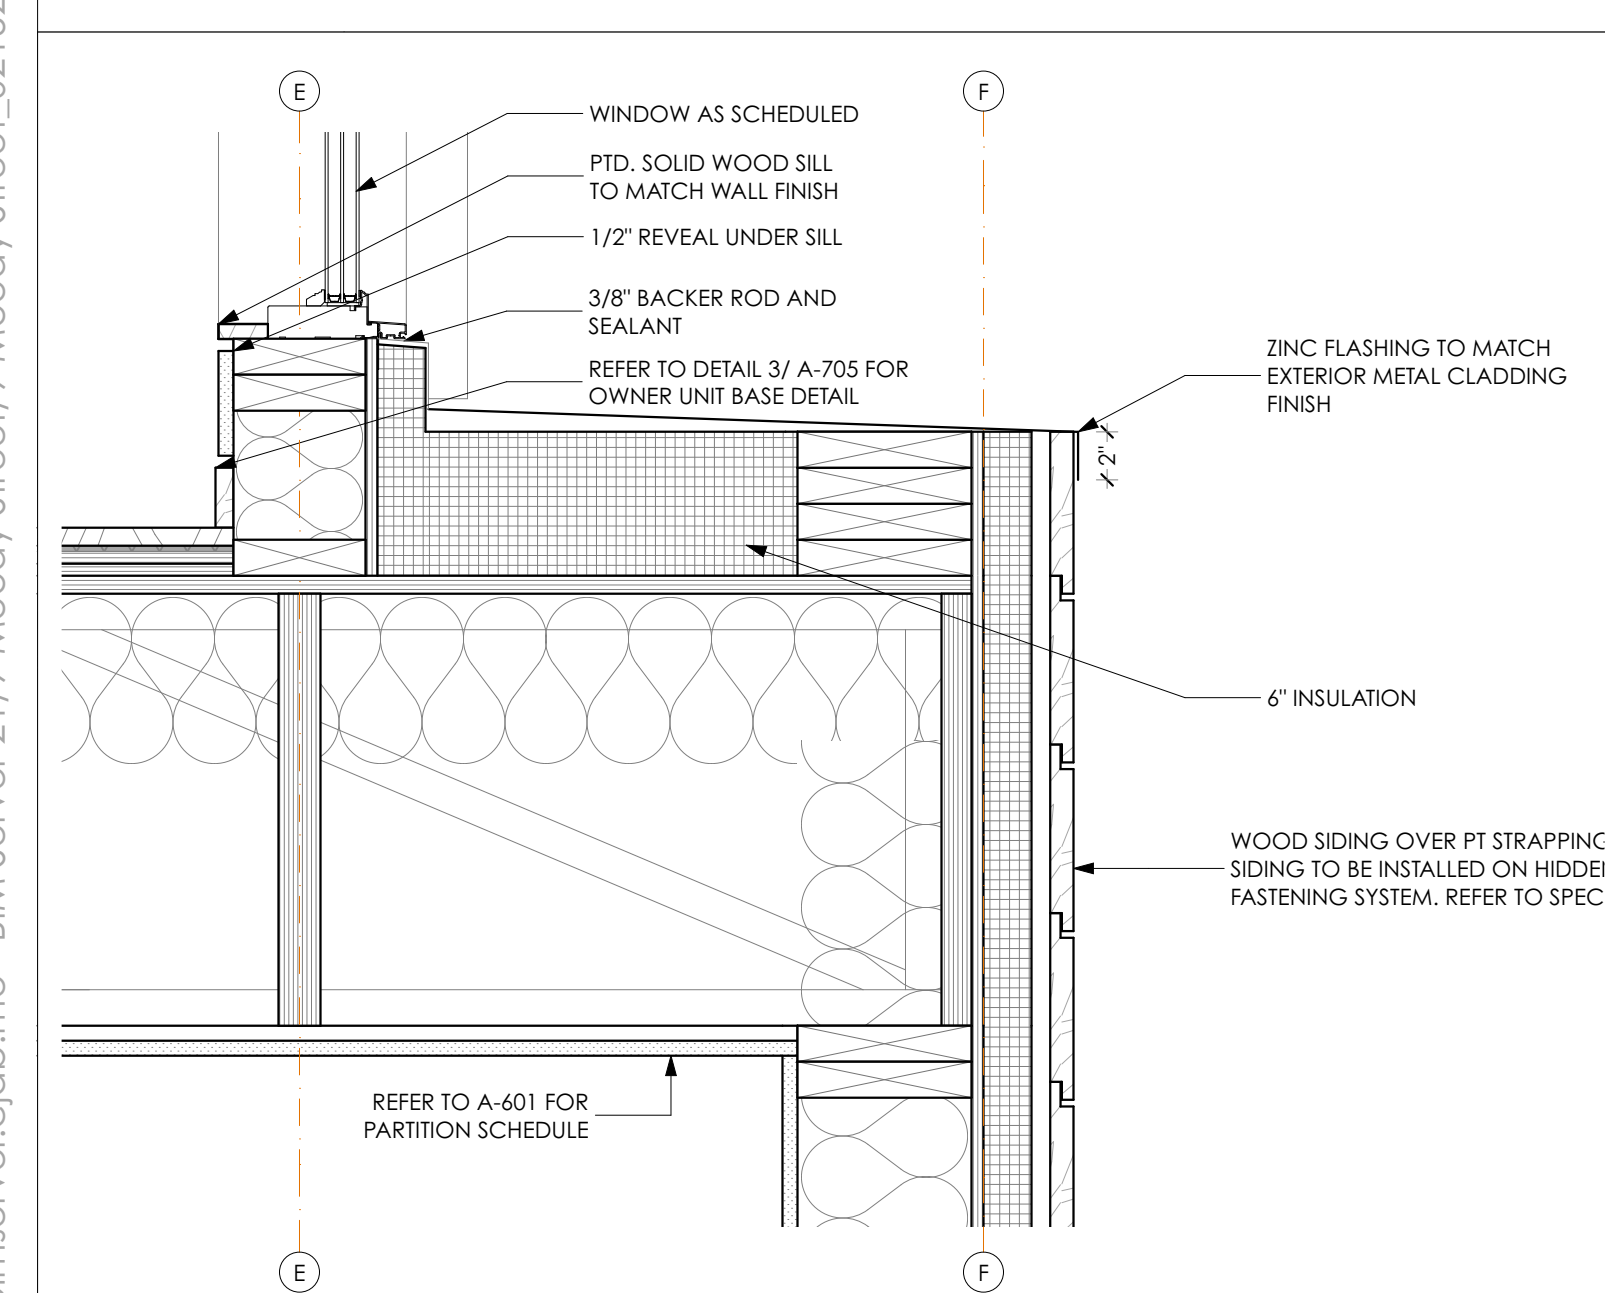 E
F
WINDOW AS SCHEDULED
PTD. SOLID WOOD SILL
TO MATCH WALL FINISH
1/2" REVEAL UNDER SILL
3/8" BACKER ROD AND
SEALANT
REFER TO DETAIL 3/ A-705 FOR
OWNER UNIT BASE DETAIL
ZINC FLASHING TO MATCH
EXTERIOR METAL CLADDING
FINISH
2"
6" INSULATION
WOOD SIDING OVER PT STRAPPING
SIDING TO BE INSTALLED ON HIDDEN
FASTENING SYSTEM. REFER TO SPEC
REFER TO A-601 FOR
PARTITION SCHEDULE
E
F